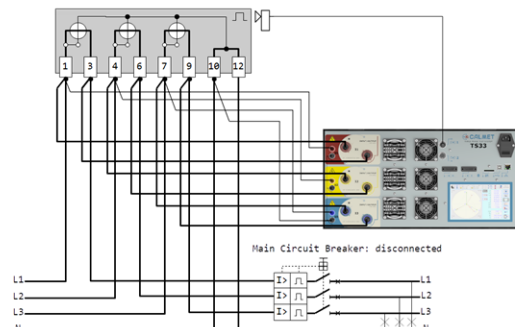 1 3 4 6 7 9 10 12
CALMET
TS33
Main Circuit Breaker: disconnected
I>
I>
I>
L1 L1
L2 L2
L3 L3
N N